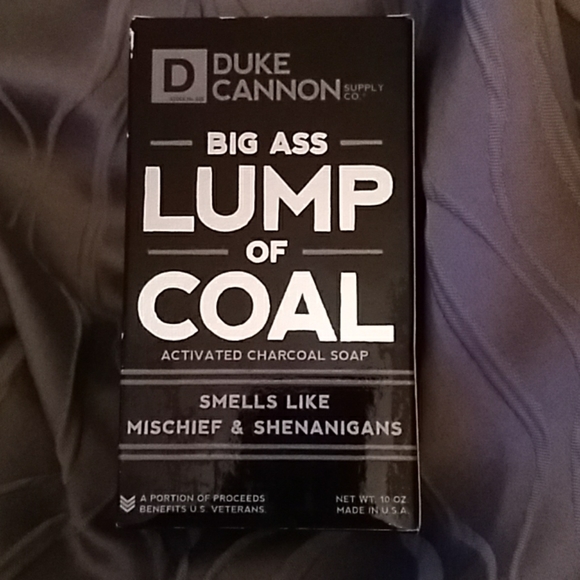 D
DUKE
CANNON
SUPPLY
CO.
BIG ASS
LUMP
OF
COAL
ACTIVATED CHARCOAL SOAP
SMELLS LIKE
MISCHIEF & SHENANIGANS
A PORTION OF PROCEEDS
BENEFITS U.S. VETERANS.
NET WT. 10 OZ.
MADE IN U.S.A.